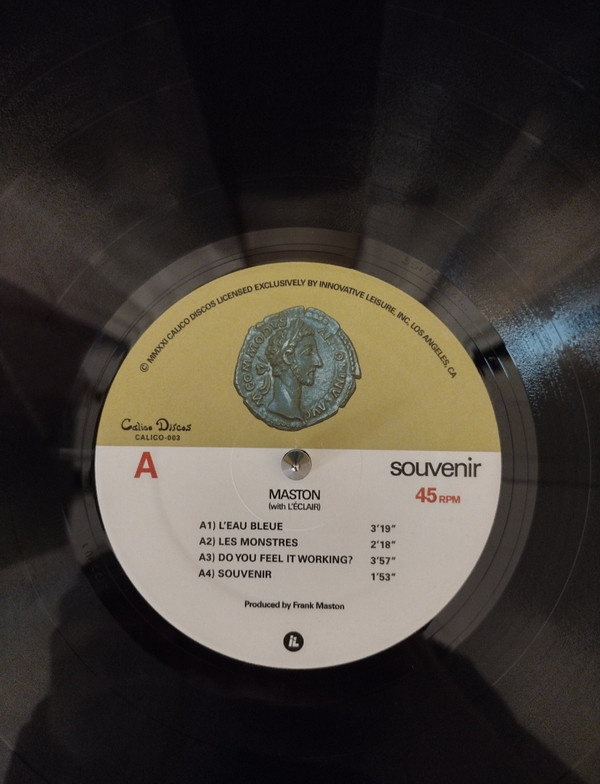 © MMXXI CALICO DISCOS LICENSED EXCLUSIVELY BY INNOVATIVE LEISURE, INC, LOS ANGELES, CA
Calico Discos
CALICO-003
A
souvenir
45 RPM
MASTON
(with L'ÉCLAIR)
A1) L'EAU BLEUE 3'19"
A2) LES MONSTRES 2'18"
A3) DO YOU FEEL IT WORKING? 3'57"
A4) SOUVENIR 1'53"
Produced by Frank Maston
iL